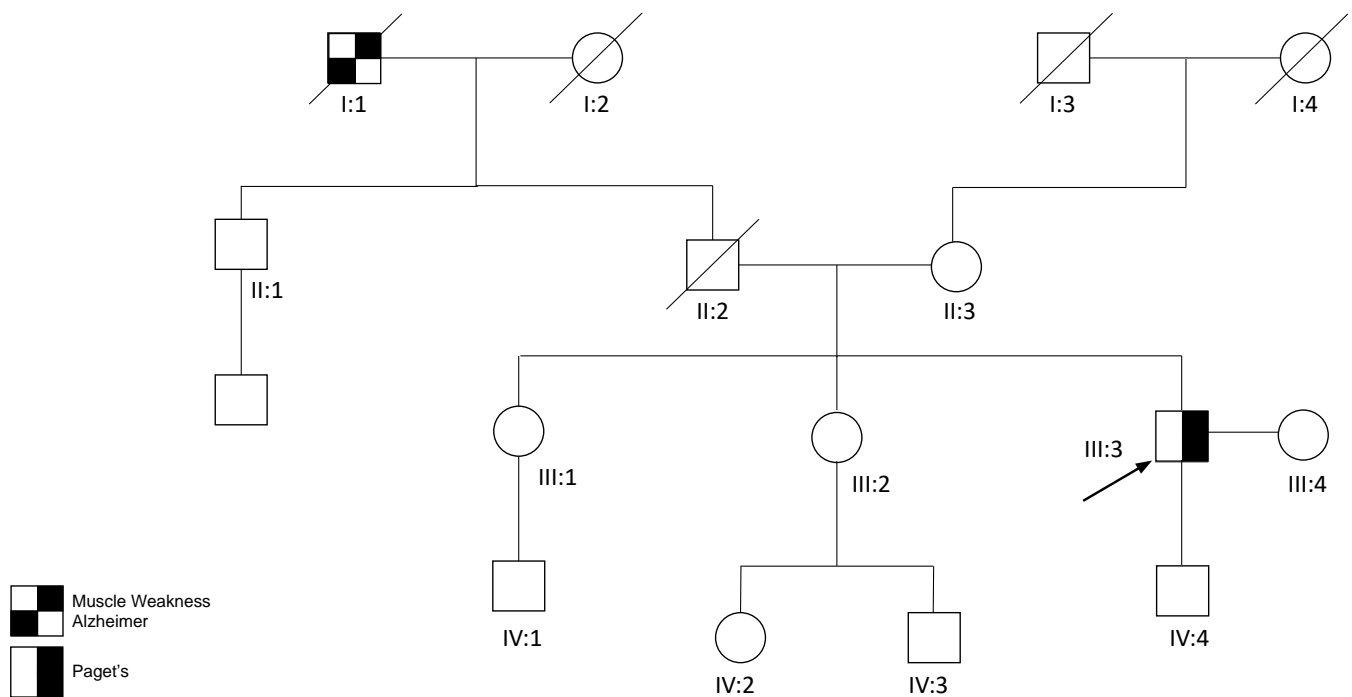 I:1
I:2
I:3
I:4
II:1
II:2
II:3
III:1
III:2
III:3
III:4
IV:1
IV:2
IV:3
IV:4
Muscle Weakness
Alzheimer
Paget's